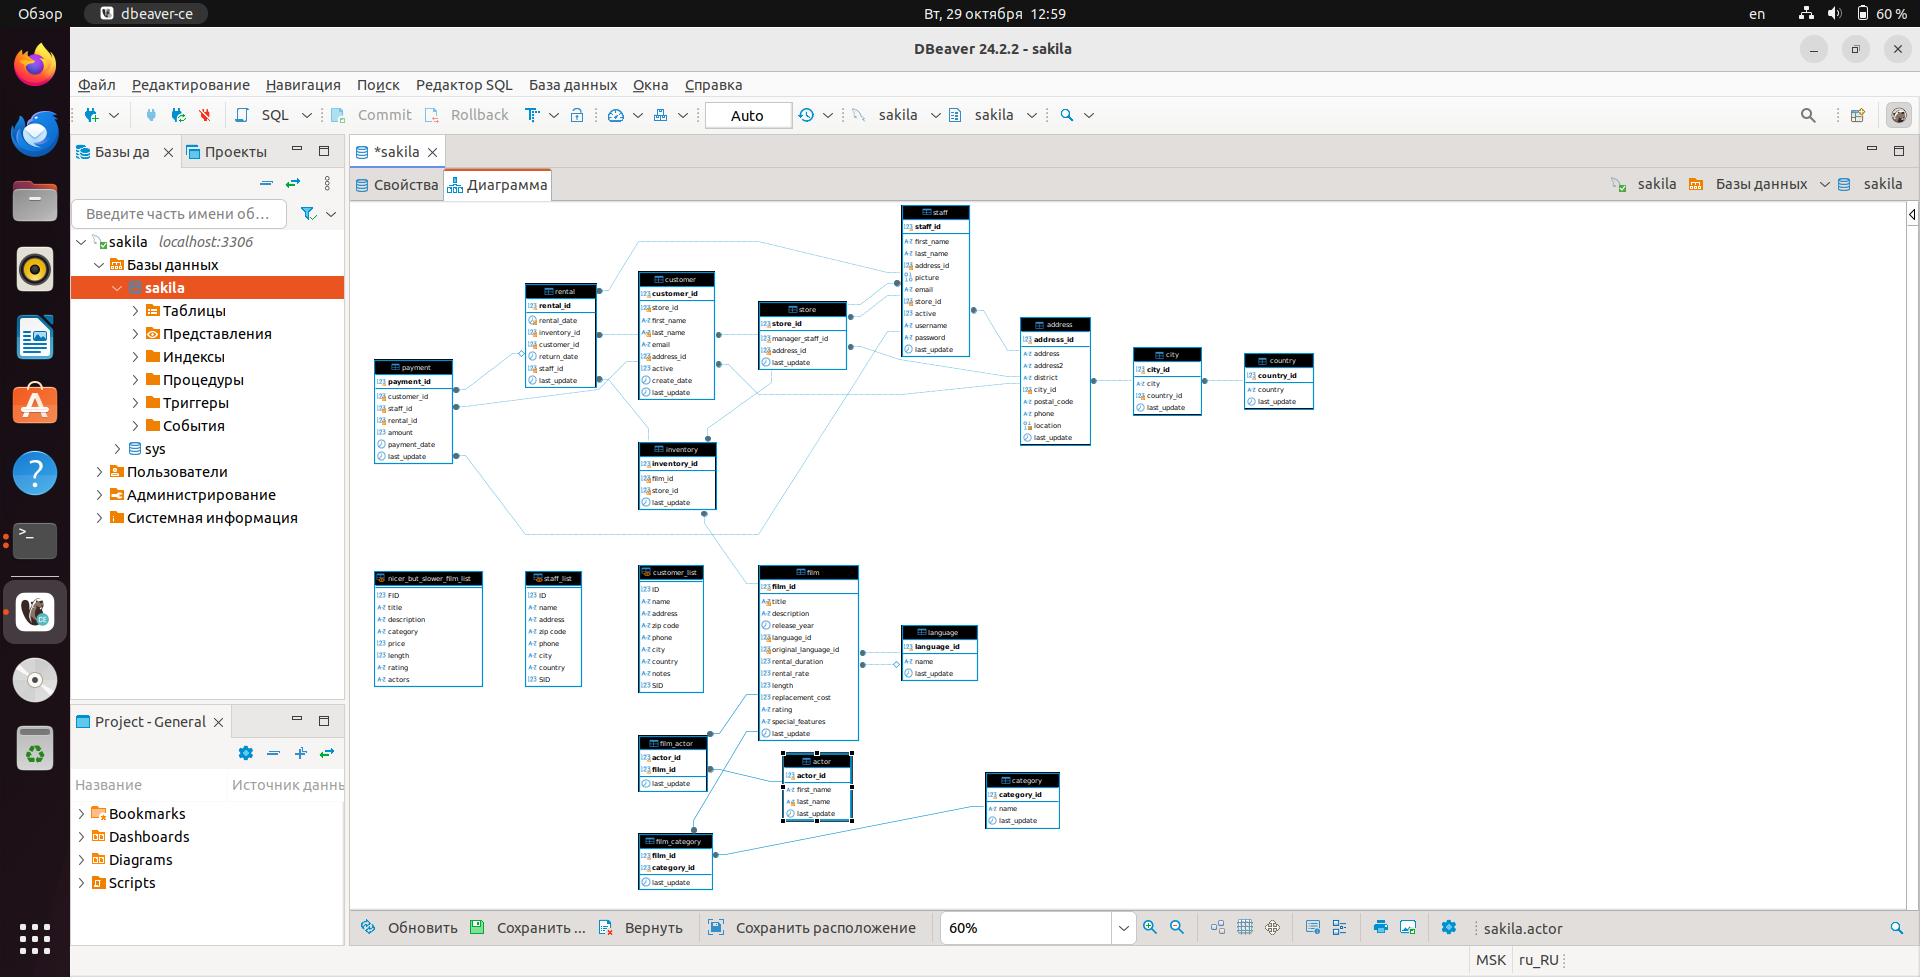 Обзор
dbeaver-ce
Вт, 29 октября 12:59
en
60 %
DBeaver 24.2.2 - sakila
Файл Редактирование Навигация Поиск Редактор SQL База данных Окна Справка
SQL Commit Rollback Auto sakila sakila
Базы да Проекты
*sakila
Свойства Диаграмма
sakila Базы данных sakila
Введите часть имени об...
sakila localhost:3306
Базы данных
sakila
Таблицы
Представления
Индексы
Процедуры
Триггеры
События
sys
Пользователи
Администрирование
Системная информация
Project - General
Название Источник данн
Bookmarks
Dashboards
Diagrams
Scripts
staff
staff_id
first_name
last_name
address_id
picture
email
store_id
active
username
password
last_update
customer
customer_id
store_id
first_name
last_name
email
address_id
active
create_date
last_update
rental
rental_id
rental_date
inventory_id
customer_id
return_date
staff_id
last_update
store
store_id
manager_staff_id
address_id
last_update
address
address_id
address
address2
district
city_id
postal_code
phone
location
last_update
city
city_id
city
country_id
last_update
country
country_id
country
last_update
payment
payment_id
customer_id
staff_id
rental_id
amount
payment_date
last_update
inventory
inventory_id
film_id
store_id
last_update
nicer_but_slower_film_list
FID
title
description
category
price
length
rating
actors
staff_list
ID
name
address
zip code
phone
city
country
SID
customer_list
ID
name
address
zip code
phone
city
country
notes
SID
film
film_id
title
description
release_year
language_id
original_language_id
rental_duration
rental_rate
length
replacement_cost
rating
special_features
last_update
language
language_id
name
last_update
film_actor
actor_id
film_id
last_update
actor
actor_id
first_name
last_name
last_update
category
category_id
name
last_update
film_category
film_id
category_id
last_update
Обновить Сохранить ... Вернуть Сохранить расположение 60% sakila.actor
MSK ru_RU